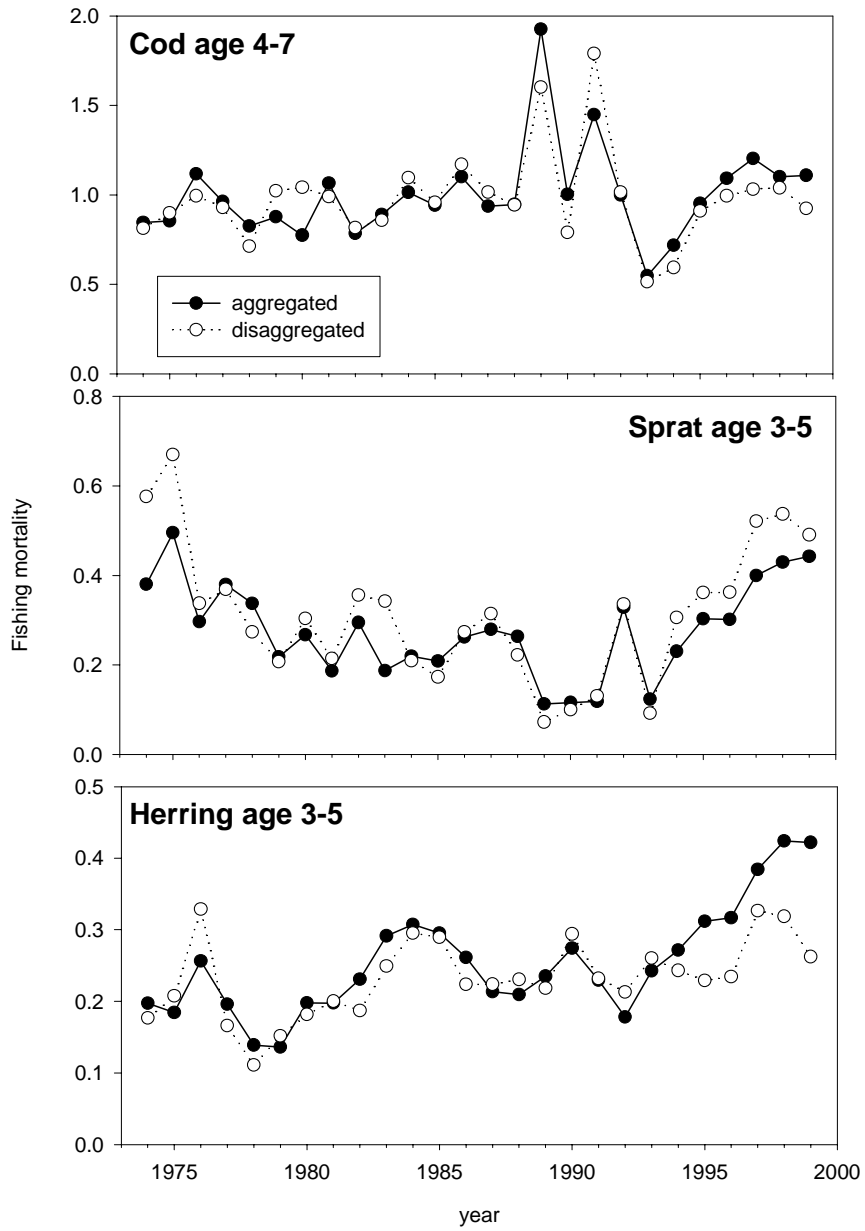 2.0
Cod age 4-7
1.5
1.0
0.5
aggregated
disaggregated
0.0
0.8
Sprat age 3-5
0.6
0.4
0.2
0.0
Fishing mortality
0.5
Herring age 3-5
0.4
0.3
0.2
0.1
0.0
1975 1980 1985 1990 1995 2000
year